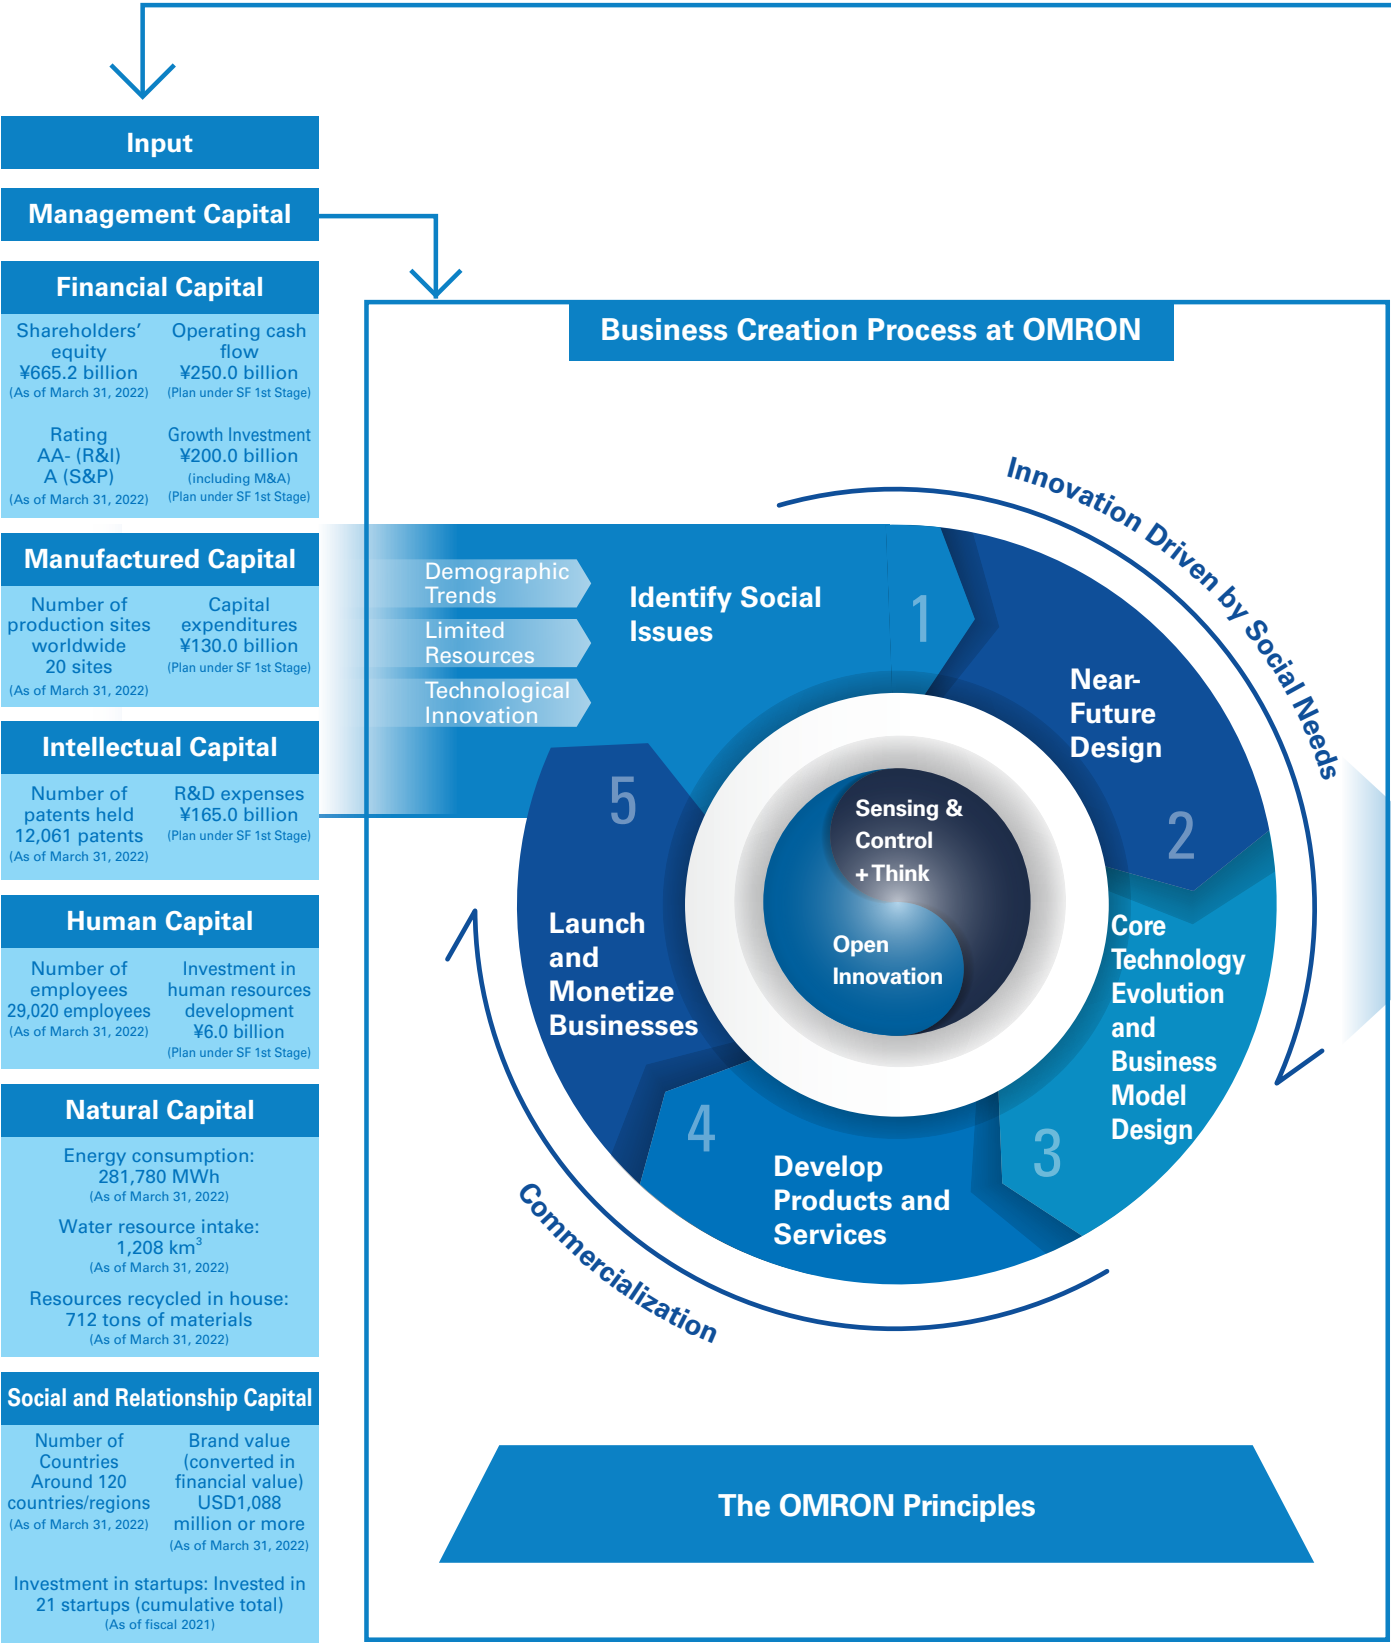 Input
Management Capital
Financial Capital
Shareholders’
equity
¥665.2 billion
(As of March 31, 2022)
Operating cash
flow
¥250.0 billion
(Plan under SF 1st Stage)
Rating
AA- (R&I)
A (S&P)
(As of March 31, 2022)
Growth Investment
¥200.0 billion
(including M&A)
(Plan under SF 1st Stage)
Manufactured Capital
Number of
production sites
worldwide
20 sites
(As of March 31, 2022)
Capital
expenditures
¥130.0 billion
(Plan under SF 1st Stage)
Intellectual Capital
Number of
patents held
12,061 patents
(As of March 31, 2022)
R&D expenses
¥165.0 billion
(Plan under SF 1st Stage)
Human Capital
Number of
employees
29,020 employees
(As of March 31, 2022)
Investment in
human resources
development
¥6.0 billion
(Plan under SF 1st Stage)
Natural Capital
Energy consumption:
281,780 MWh
(As of March 31, 2022)
Water resource intake:
1,208 km³
(As of March 31, 2022)
Resources recycled in house:
712 tons of materials
(As of March 31, 2022)
Social and Relationship Capital
Number of
Countries
Around 120
countries/regions
(As of March 31, 2022)
Brand value
(converted in
financial value)
USD1,088
million or more
(As of March 31, 2022)
Investment in startups: Invested in
21 startups (cumulative total)
(As of fiscal 2021)
Business Creation Process at OMRON
Innovation Driven by Social Needs
Demographic
Trends
Limited
Resources
Technological
Innovation
Identify Social
Issues
1
Near-
Future
Design
2
Core
Technology
Evolution
and
Business
Model
Design
3
Develop
Products and
Services
4
Launch
and
Monetize
Businesses
5
Sensing &
Control
+ Think
Open
Innovation
Commercialization
The OMRON Principles